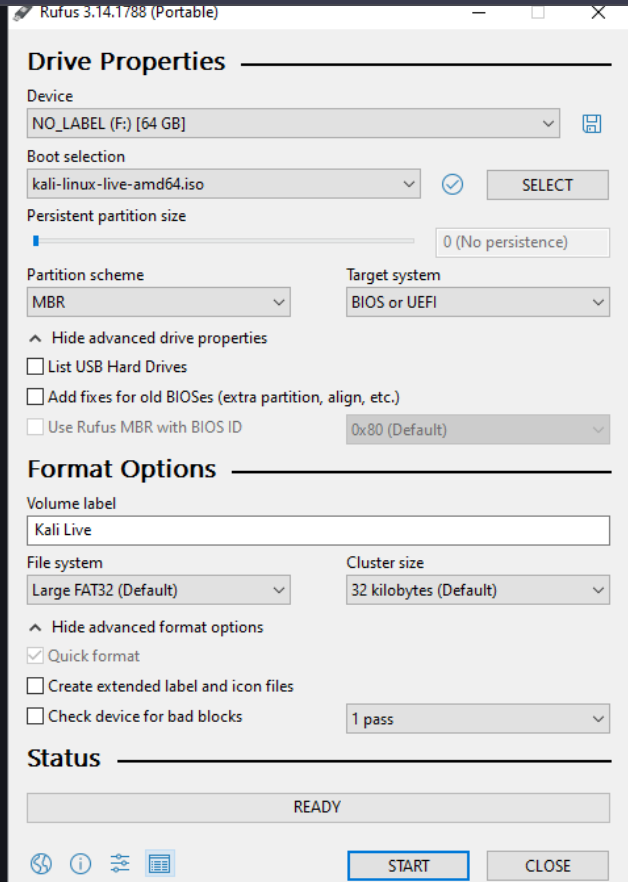 Rufus 3.14.1788 (Portable)
Drive Properties
Device
NO_LABEL (F:) [64 GB]
Boot selection
kali-linux-live-amd64.iso
SELECT
Persistent partition size
0 (No persistence)
Partition scheme
Target system
MBR
BIOS or UEFI
Hide advanced drive properties
List USB Hard Drives
Add fixes for old BIOSes (extra partition, align, etc.)
Use Rufus MBR with BIOS ID
0x80 (Default)
Format Options
Volume label
Kali Live
File system
Cluster size
Large FAT32 (Default)
32 kilobytes (Default)
Hide advanced format options
Quick format
Create extended label and icon files
Check device for bad blocks
1 pass
Status
READY
START
CLOSE